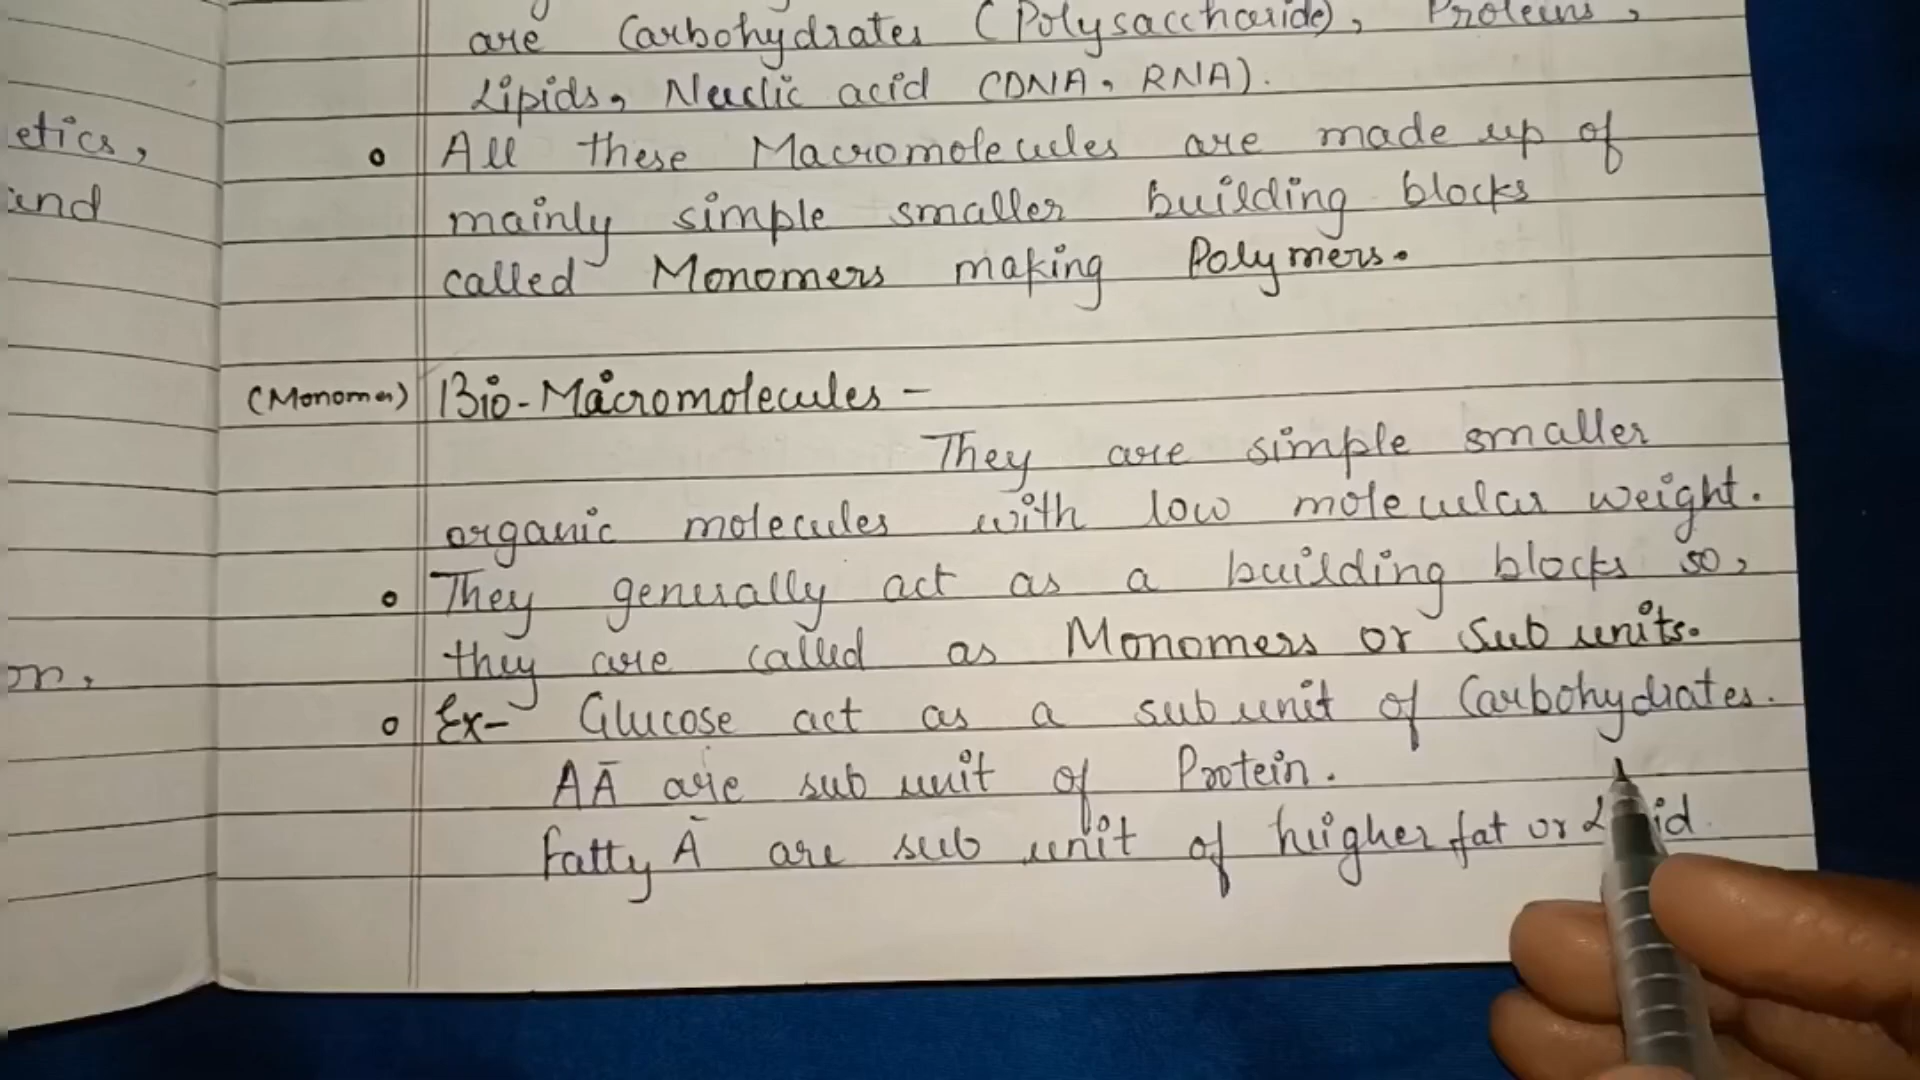 etics,
and
on,
are Carbohydrates (Polysaccharide), Proteins,
Lipids, Nuclic acid (DNA, RNA).
All these Macromolecules are made up of
mainly simple smaller building blocks
called Monomers making Polymers.
(Monomer) Bio-Macromolecules -
They are simple smaller
organic molecules with low molecular weight.
They generally act as a building blocks so,
they are called as Monomers or Sub units.
Ex- Glucose act as a sub unit of Carbohydrates.
AĀ are sub unit of Protein.
Fatty Ā are sub unit of higher fat or